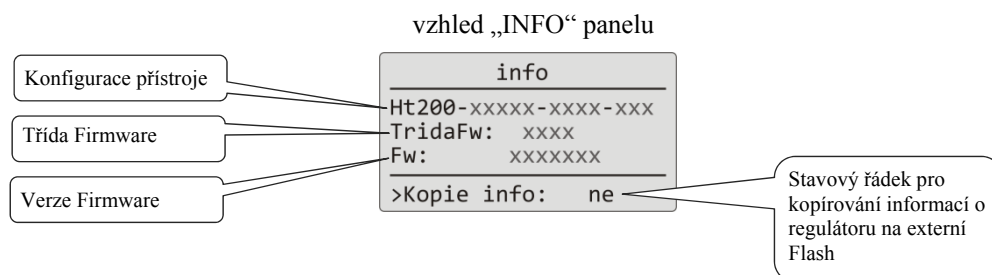 vzhled „INFO“ panelu
Konfigurace přístroje
Třída Firmware
Verze Firmware
info
Ht200-xxxxx-xxxx-xxx
TridaFw: xxxx
Fw: xxxxxxx
>Kopie info: ne
Stavový řádek pro
kopírování informací o
regulátoru na externí
Flash